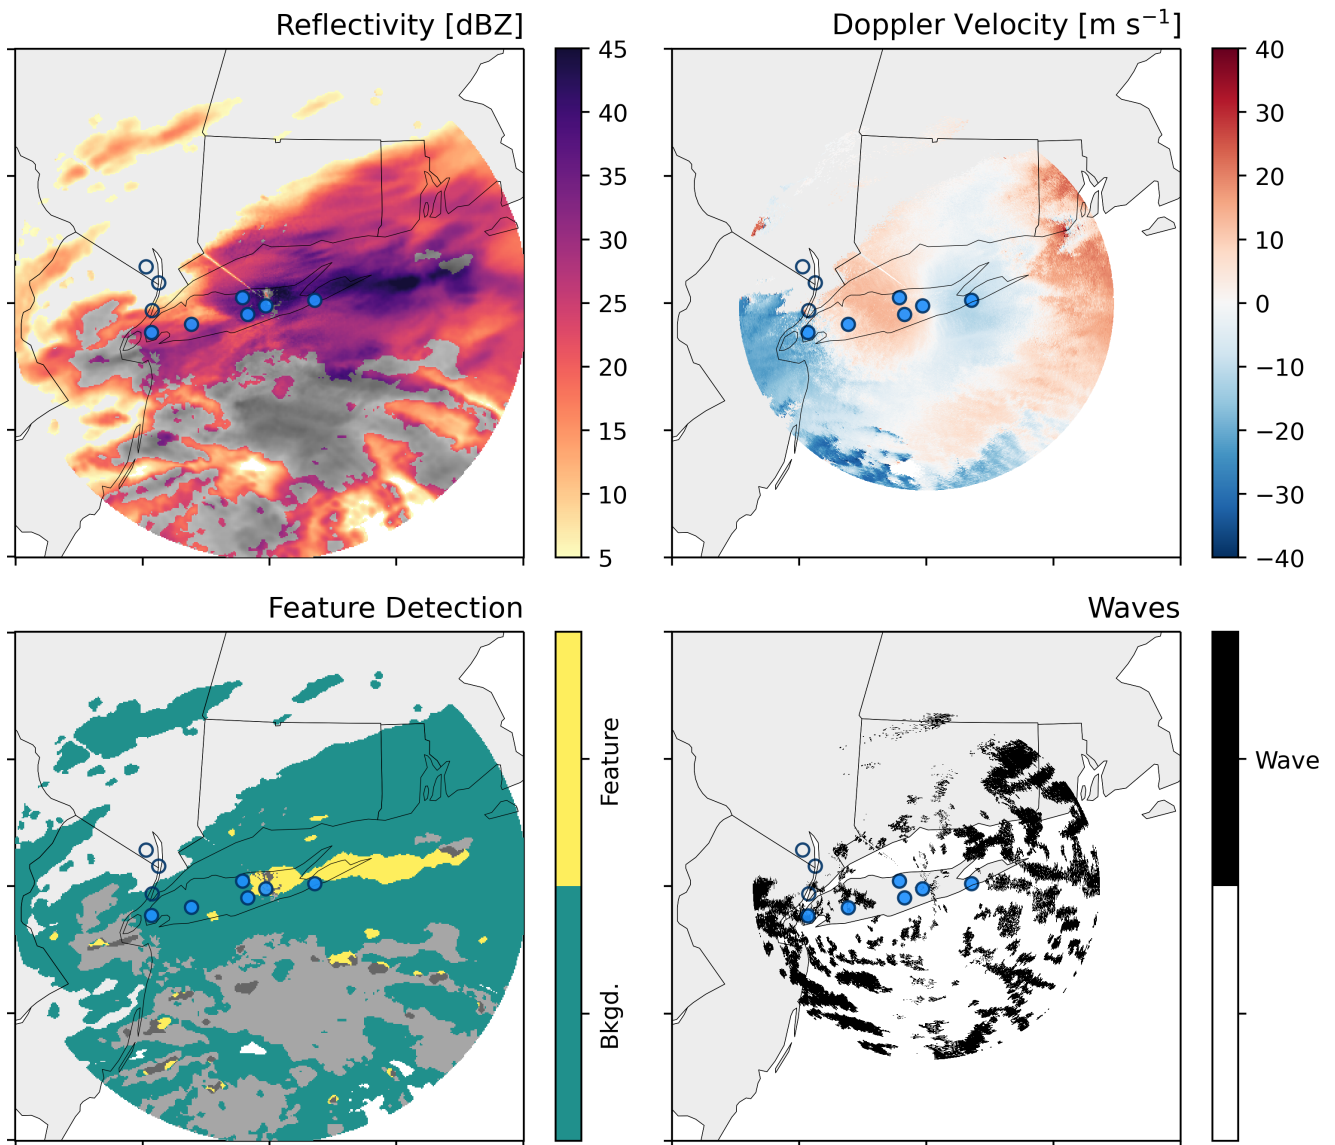 Reflectivity [dBZ]
45
40
35
30
25
20
15
10
5
Doppler Velocity [m s⁻¹]
40
30
20
10
0
−10
−20
−30
−40
Feature Detection
Feature
Bkgd.
Waves
Wave